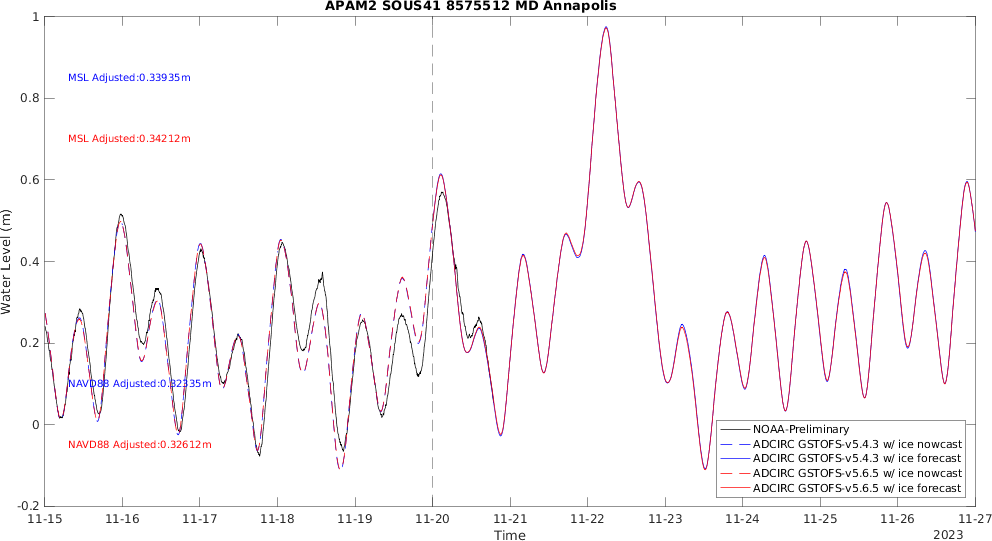 APAM2 SOUS41 8575512 MD Annapolis
1
MSL Adjusted:0.33935m
0.8
MSL Adjusted:0.34212m
0.6
Water Level (m)
0.4
0.2
NAVD88 Adjusted:0.32335m
0
NAVD88 Adjusted:0.32612m
NOAA-Preliminary
ADCIRC GSTOFS-v5.4.3 w/ ice nowcast
ADCIRC GSTOFS-v5.4.3 w/ ice forecast
ADCIRC GSTOFS-v5.6.5 w/ ice nowcast
ADCIRC GSTOFS-v5.6.5 w/ ice forecast
-0.2
11-15 11-16 11-17 11-18 11-19 11-20 11-21 11-22 11-23 11-24 11-25 11-26 11-27
Time
2023